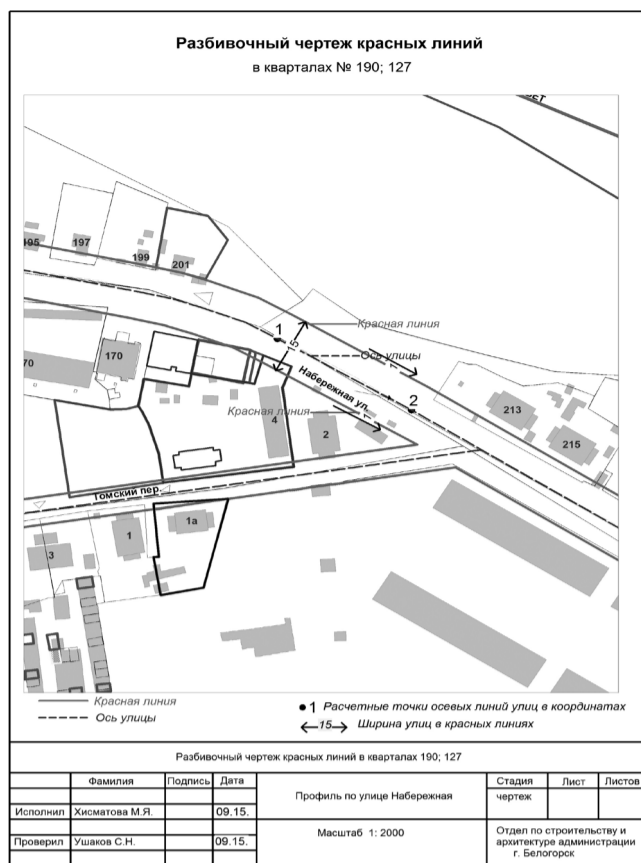 Разбивочный чертеж красных линий
в кварталах № 190; 127
195
197
199
201
1
Красная линия
Ось улицы
70
170
Набережная ул.
2
Красная линия
4
2
213
215
Томский пер.
1а
1
3
Красная линия
Ось улицы
1 Расчетные точки осевых линий улиц в координатах
15 Ширина улиц в красных линиях
Разбивочный чертеж красных линий в кварталах 190; 127
Фамилия Подпись Дата
Исполнил Хисматова М.Я. 09.15.
Проверил Ушаков С.Н. 09.15.
Профиль по улице Набережная
Масштаб 1: 2000
Стадия Лист Листов
чертеж
Отдел по строительству и
архитектуре администрации
г. Белогорск